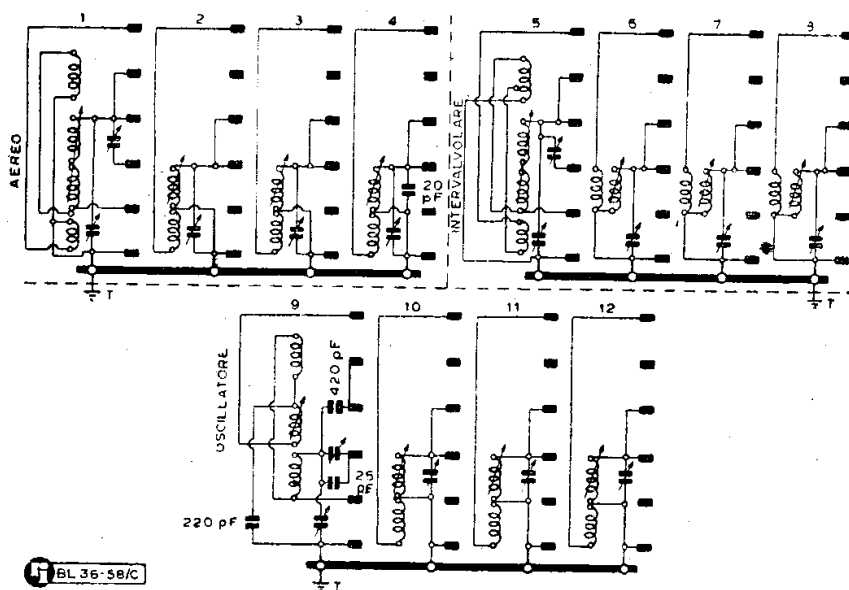 1 2 3 4 5 6 7 8
AEREO
20 pF
INTERVALVOLARE
T T
9 10 11 12
OSCILLATORE
420 pF
25 pF
220 pF
T
BL 36-58/C